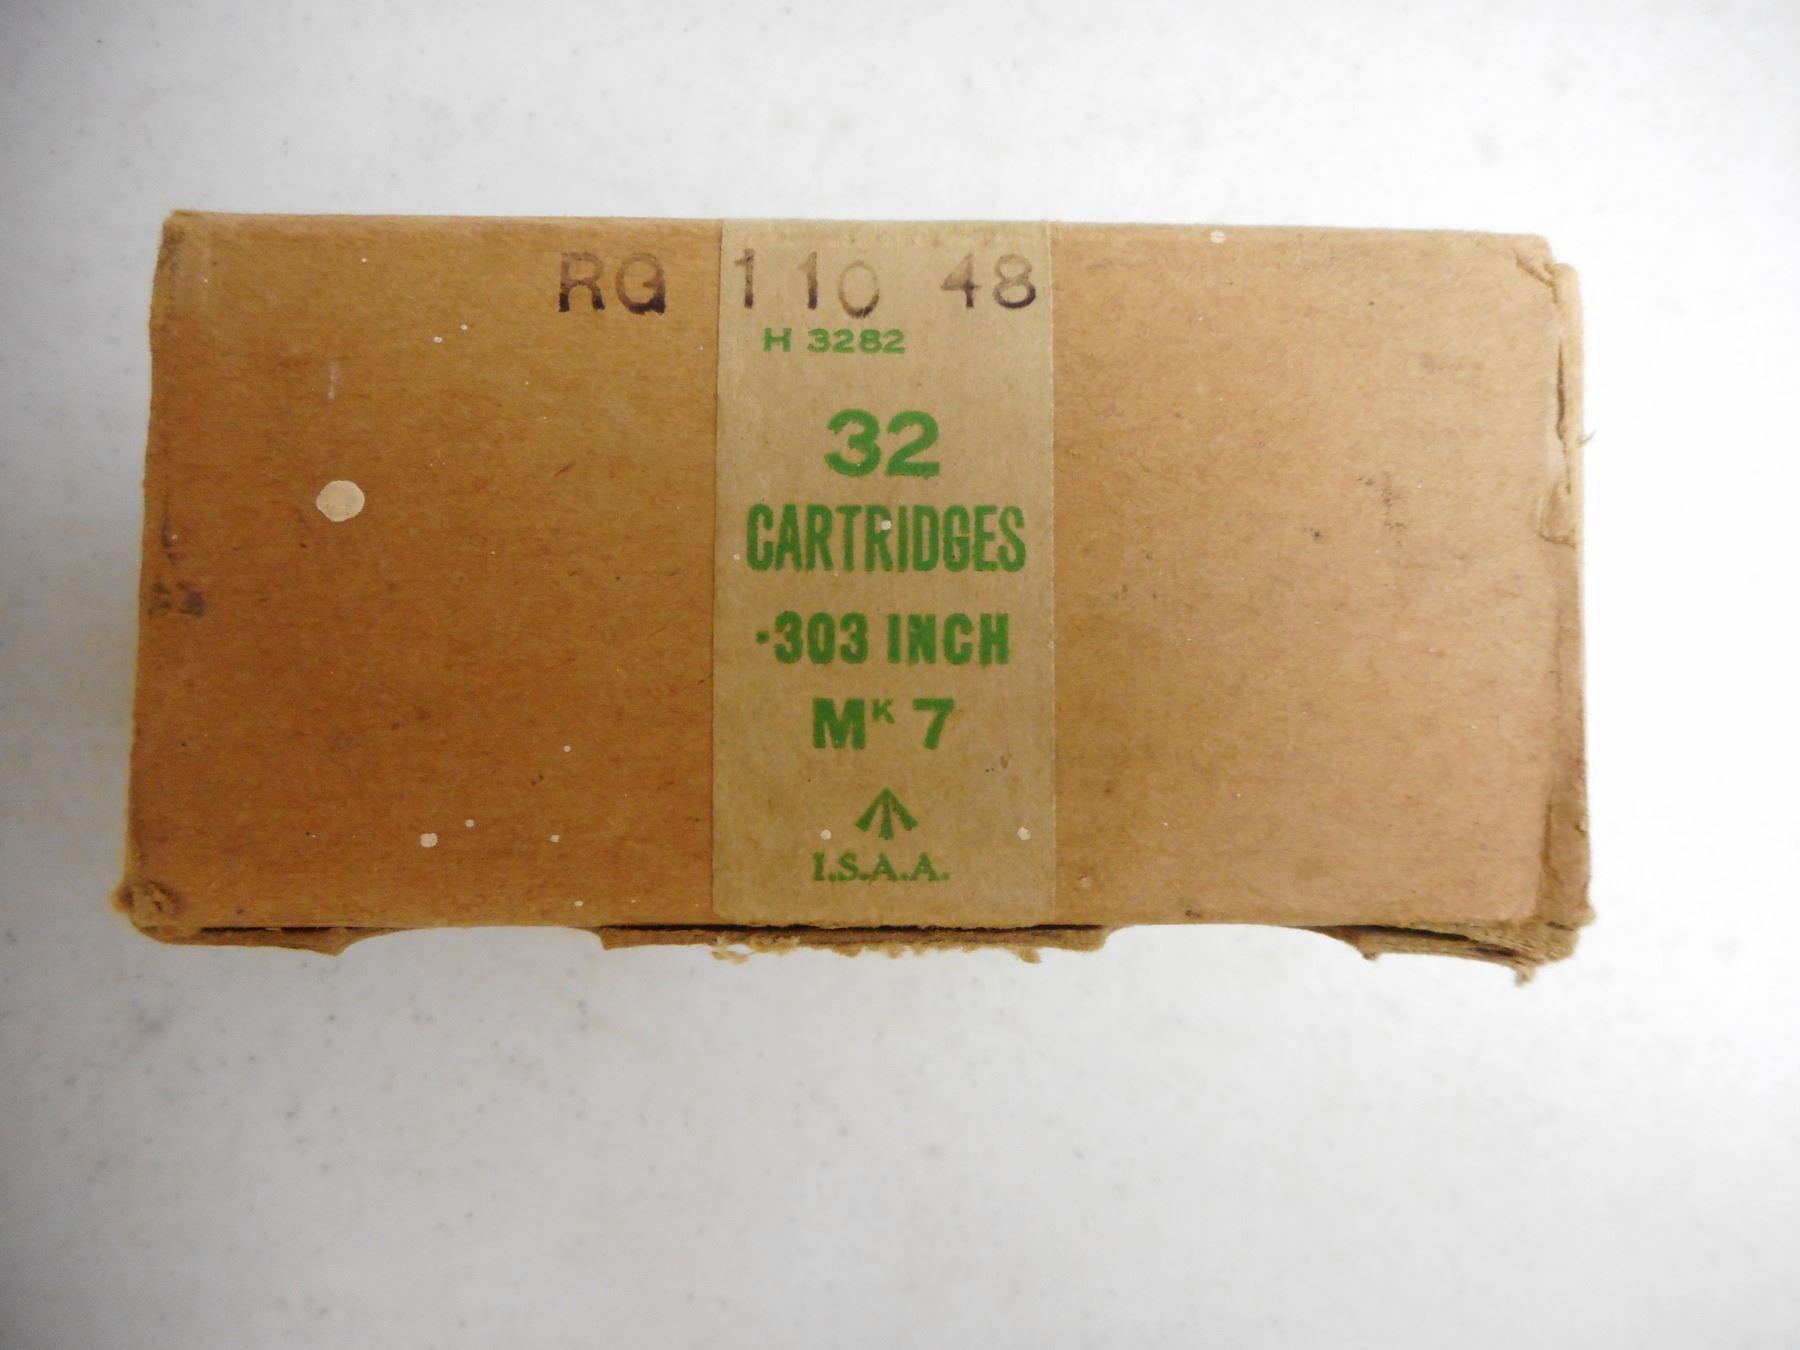 RG 1 10 48
H 3282
32
CARTRIDGES
·303 INCH
MK 7
I.S.A.A.